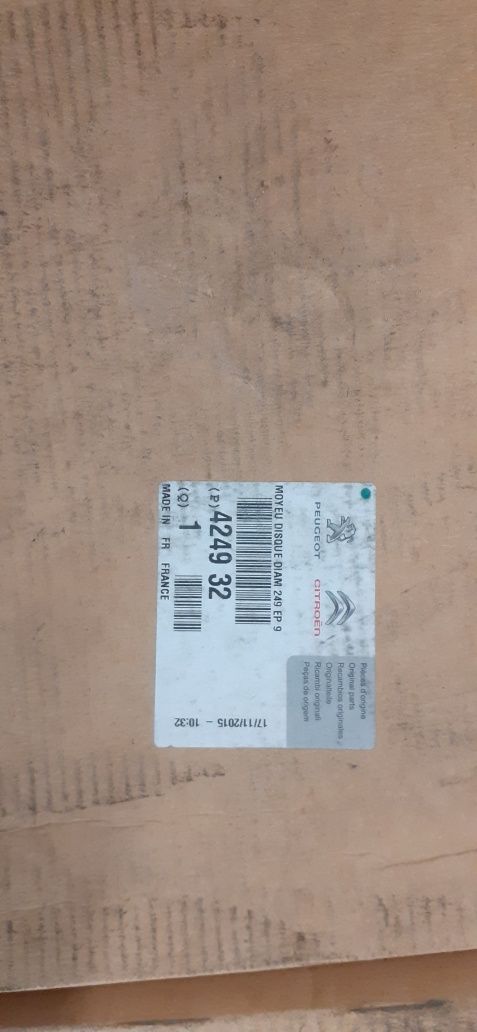 PEUGEOT CITROËN
Pièces d'origine
Original parts
Recambios originales
Originalteile
Ricambi originali
Peças de origem
MOYEU DISQUE DIAM 249 EP 9
(P) 4249 32
(Q) 1
MADE IN FR FRANCE
17/11/2015 - 10:32